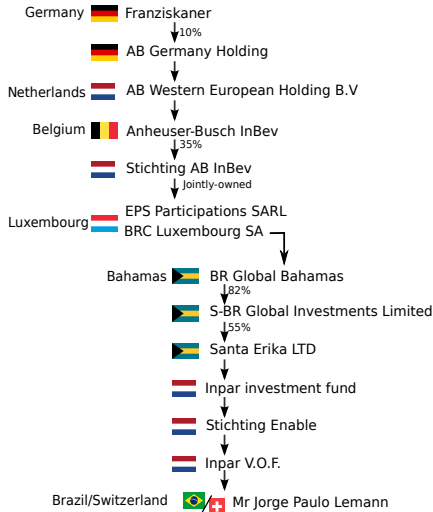 Germany Franziskaner
10%
AB Germany Holding
Netherlands AB Western European Holding B.V
Belgium Anheuser-Busch InBev
35%
Stichting AB InBev
Jointly-owned
EPS Participations SARL
Luxembourg
BRC Luxembourg SA
Bahamas BR Global Bahamas
82%
S-BR Global Investments Limited
55%
Santa Erika LTD
Inpar investment fund
Stichting Enable
Inpar V.O.F.
Brazil/Switzerland / Mr Jorge Paulo Lemann